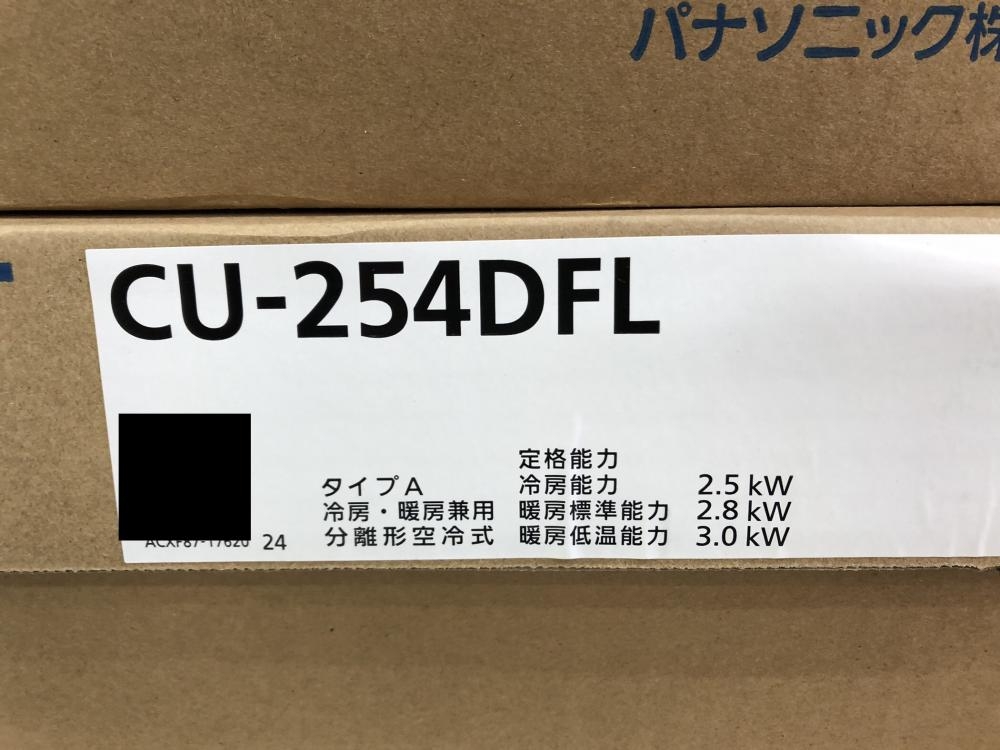 パナソニック株
CU-254DFL
タイプA
冷房・暖房兼用
分離形空冷式
定格能力
冷房能力 2.5 kW
暖房標準能力 2.8 kW
暖房低温能力 3.0 kW
ACXF87-17620 24